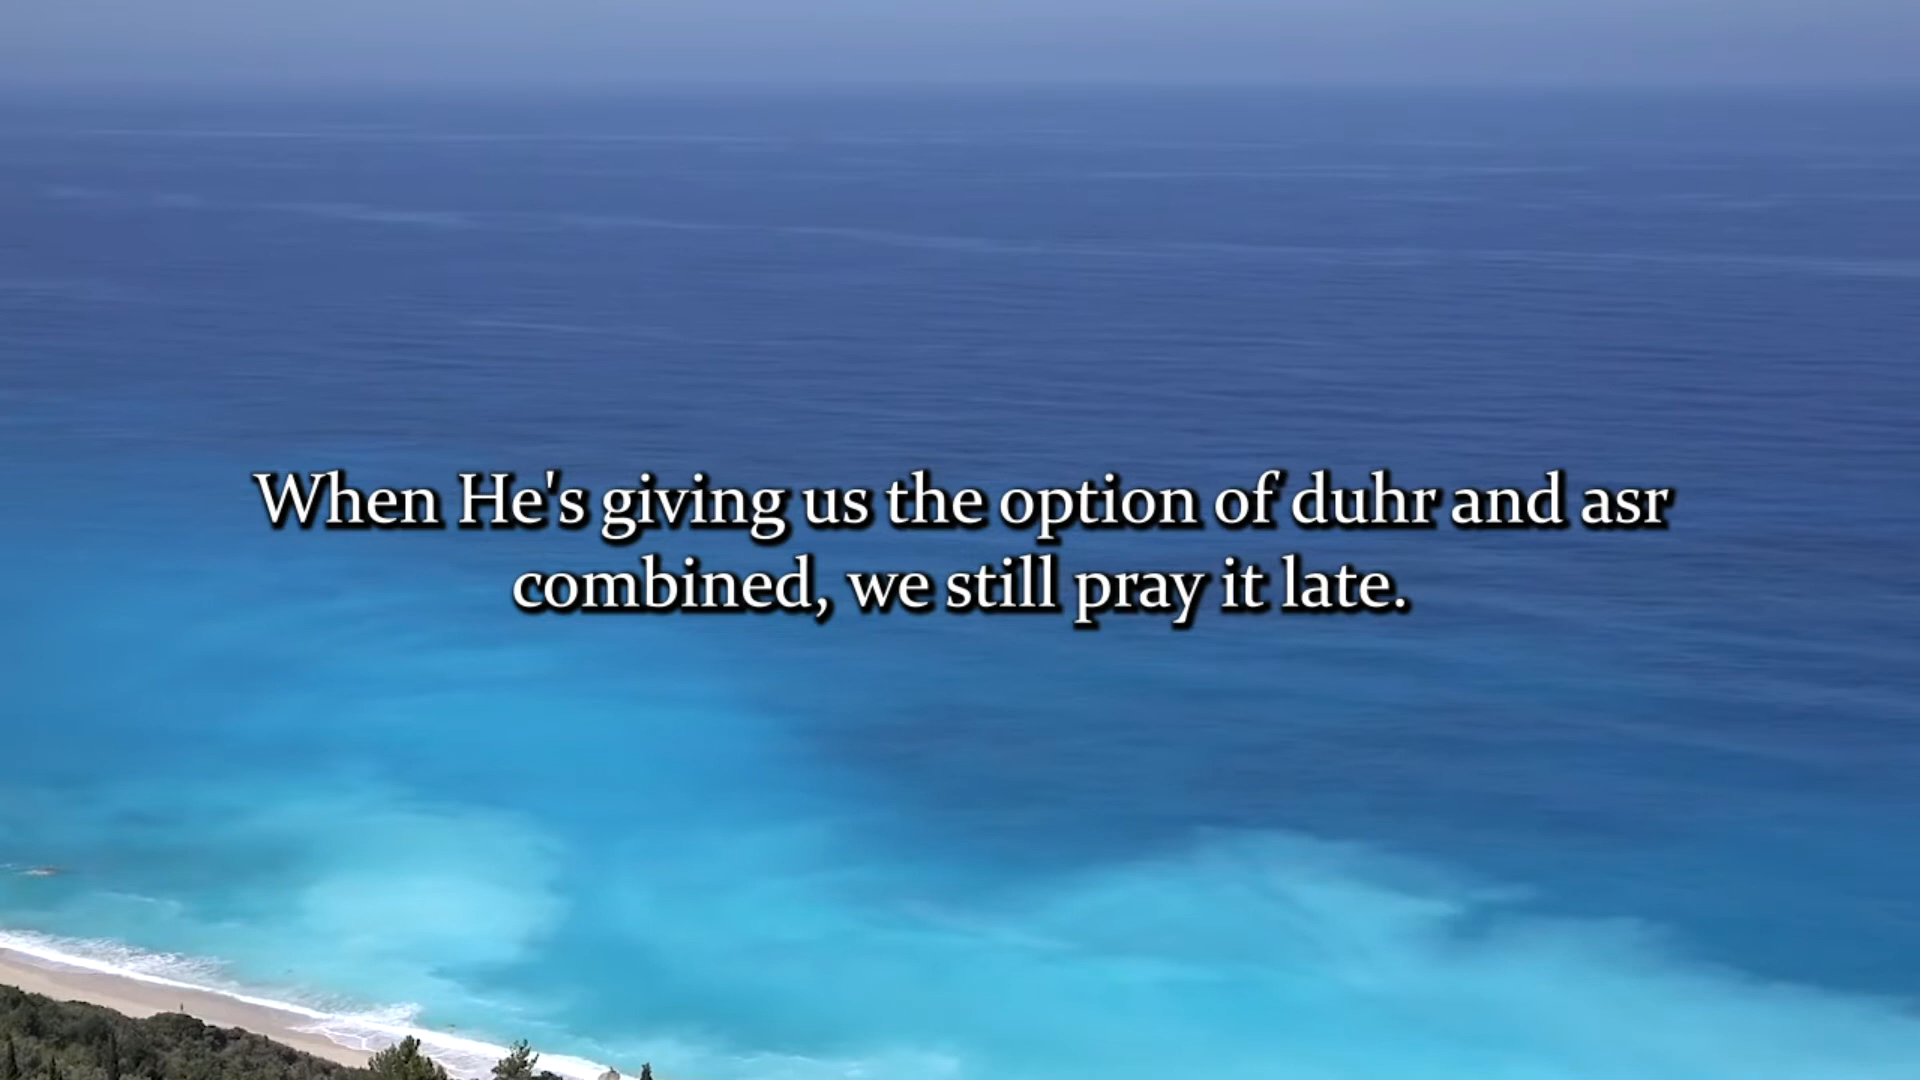 When He's giving us the option of duhr and asr
combined, we still pray it late.